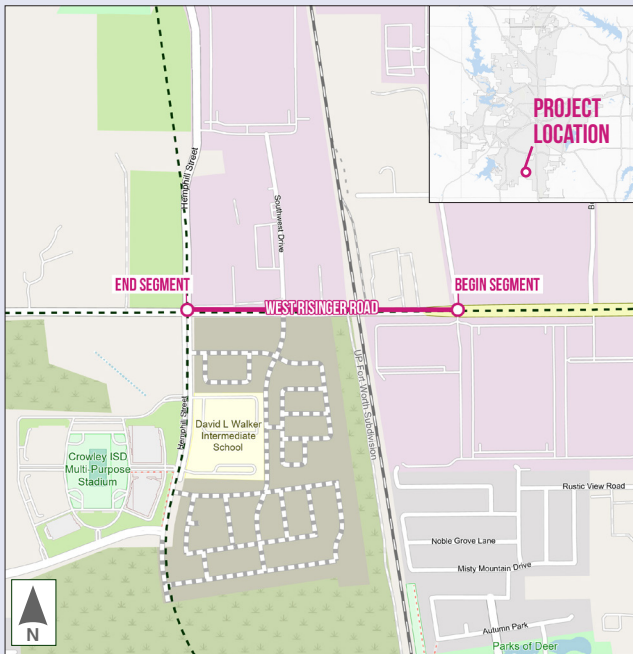 PROJECT
LOCATION
Hemphill Street
Southwest Drive
END SEGMENT
WEST RISINGER ROAD
BEGIN SEGMENT
UP Fort Worth Subdivision
Hemphill Street
David L Walker
Intermediate
School
Crowley ISD
Multi-Purpose
Stadium
Rustic View Road
Noble Grove Lane
Misty Mountain Drive
Autumn Park
Parks of Deer
N